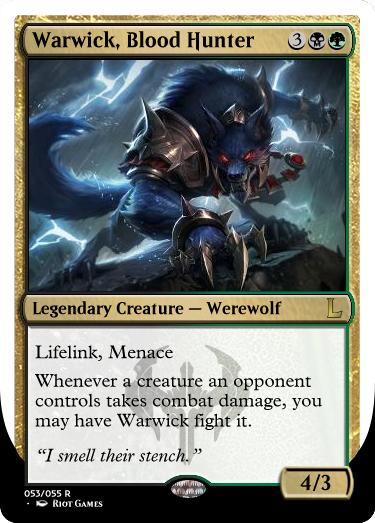 Warwick, Blood Hunter 3
Legendary Creature — Werewolf L
Lifelink, Menace
Whenever a creature an opponent
controls takes combat damage, you
may have Warwick fight it.
“I smell their stench.”
4/3
053/055 R
· Riot Games